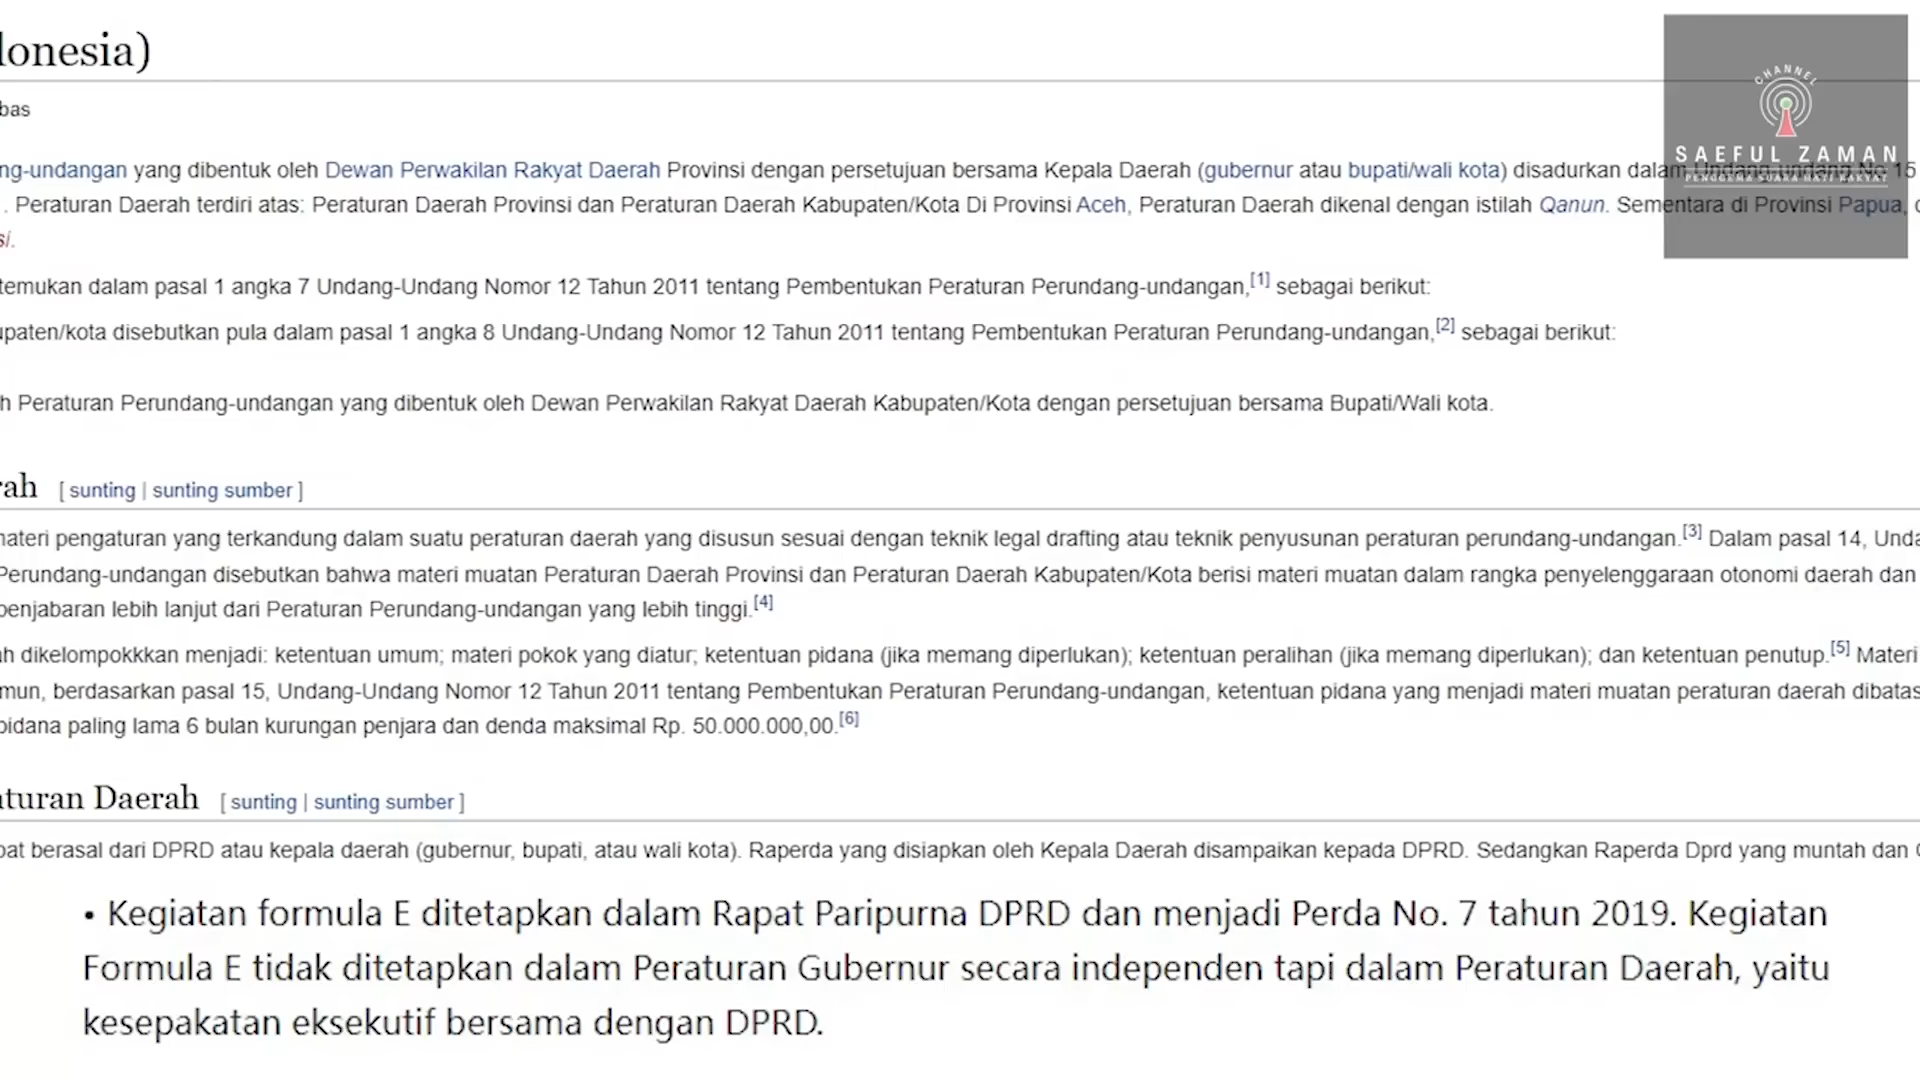 lonesia)
bas
ng-undangan yang dibentuk oleh Dewan Perwakilan Rakyat Daerah Provinsi dengan persetujuan bersama Kepala Daerah (gubernur atau bupati/wali kota) disadurkan dalam Undang-undang No 15
. Peraturan Daerah terdiri atas: Peraturan Daerah Provinsi dan Peraturan Daerah Kabupaten/Kota Di Provinsi Aceh, Peraturan Daerah dikenal dengan istilah Qanun. Sementara di Provinsi Papua,
si.
CHANNEL
SAEFUL ZAMAN
PENGGEMA SUARA HATI RAKYAT
temukan dalam pasal 1 angka 7 Undang-Undang Nomor 12 Tahun 2011 tentang Pembentukan Peraturan Perundang-undangan,[1] sebagai berikut:
upaten/kota disebutkan pula dalam pasal 1 angka 8 Undang-Undang Nomor 12 Tahun 2011 tentang Pembentukan Peraturan Perundang-undangan,[2] sebagai berikut:
h Peraturan Perundang-undangan yang dibentuk oleh Dewan Perwakilan Rakyat Daerah Kabupaten/Kota dengan persetujuan bersama Bupati/Wali kota.
rah [ sunting | sunting sumber ]
materi pengaturan yang terkandung dalam suatu peraturan daerah yang disusun sesuai dengan teknik legal drafting atau teknik penyusunan peraturan perundang-undangan.[3] Dalam pasal 14, Unda
Perundang-undangan disebutkan bahwa materi muatan Peraturan Daerah Provinsi dan Peraturan Daerah Kabupaten/Kota berisi materi muatan dalam rangka penyelenggaraan otonomi daerah dan
penjabaran lebih lanjut dari Peraturan Perundang-undangan yang lebih tinggi.[4]
ah dikelompokkkan menjadi: ketentuan umum; materi pokok yang diatur; ketentuan pidana (jika memang diperlukan); ketentuan peralihan (jika memang diperlukan); dan ketentuan penutup.[5] Materi
mun, berdasarkan pasal 15, Undang-Undang Nomor 12 Tahun 2011 tentang Pembentukan Peraturan Perundang-undangan, ketentuan pidana yang menjadi materi muatan peraturan daerah dibatas
pidana paling lama 6 bulan kurungan penjara dan denda maksimal Rp. 50.000.000,00.[6]
aturan Daerah [ sunting | sunting sumber ]
pat berasal dari DPRD atau kepala daerah (gubernur, bupati, atau wali kota). Raperda yang disiapkan oleh Kepala Daerah disampaikan kepada DPRD. Sedangkan Raperda Dprd yang muntah dan
• Kegiatan formula E ditetapkan dalam Rapat Paripurna DPRD dan menjadi Perda No. 7 tahun 2019. Kegiatan
Formula E tidak ditetapkan dalam Peraturan Gubernur secara independen tapi dalam Peraturan Daerah, yaitu
kesepakatan eksekutif bersama dengan DPRD.